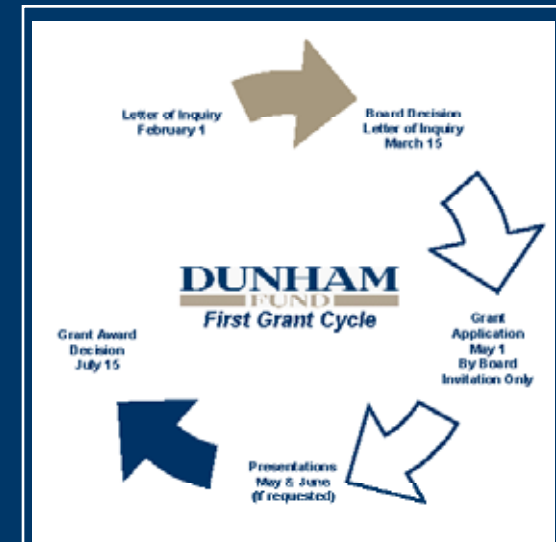 Letter of Inquiry
February 1
Board Decision
Letter of Inquiry
March 15
Grant
Application
May 1
By Board
Invitation Only
Presentations
May & June
(if requested)
Grant Award
Decision
July 15
DUNHAM
FUND
First Grant Cycle